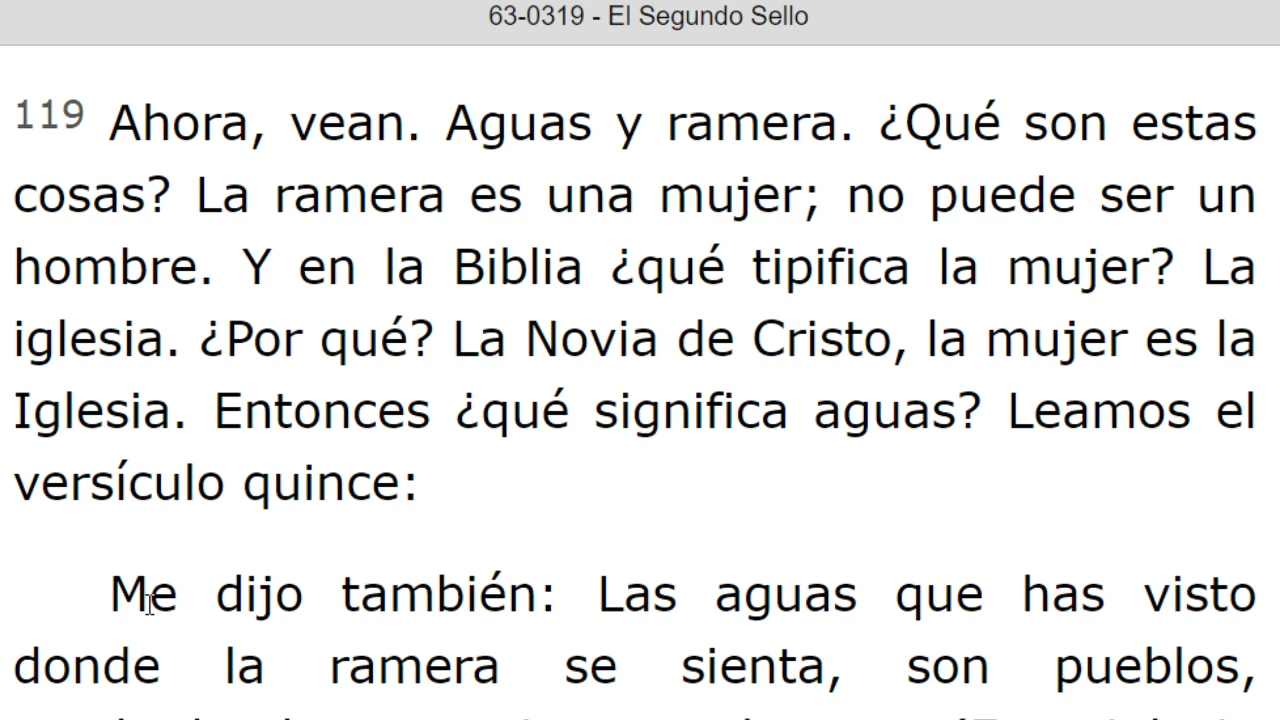 63-0319 - El Segundo Sello
119 Ahora, vean. Aguas y ramera. ¿Qué son estas
cosas? La ramera es una mujer; no puede ser un
hombre. Y en la Biblia ¿qué tipifica la mujer? La
iglesia. ¿Por qué? La Novia de Cristo, la mujer es la
Iglesia. Entonces ¿qué significa aguas? Leamos el
versículo quince:
Me dijo también: Las aguas que has visto
donde la ramera se sienta, son pueblos,